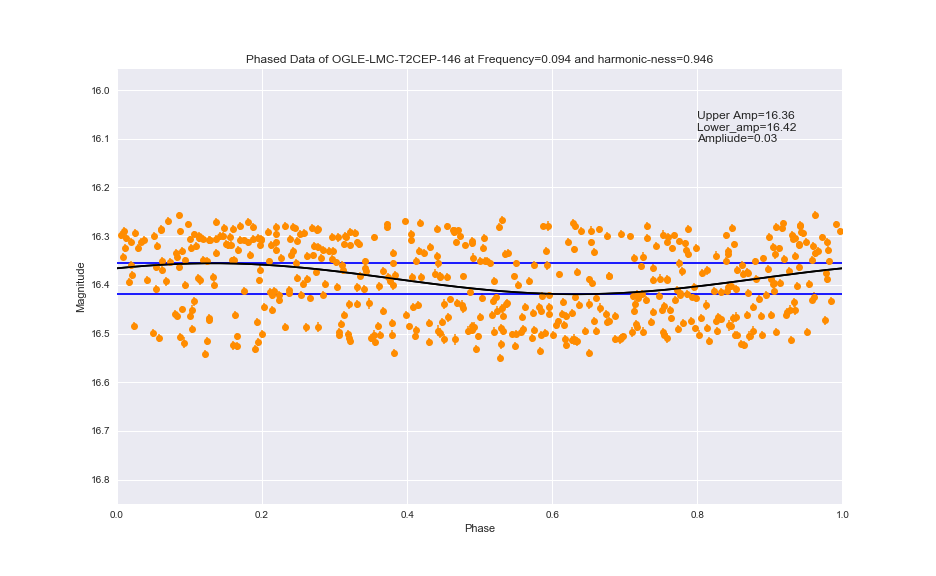 Phased Data of OGLE-LMC-T2CEP-146 at Frequency=0.094 and harmonic-ness=0.946
Upper Amp=16.36
Lower_amp=16.42
Ampliude=0.03
16.0
16.1
16.2
16.3
16.4
16.5
16.6
16.7
16.8
Magnitude
0.0
0.2
0.4
0.6
0.8
1.0
Phase